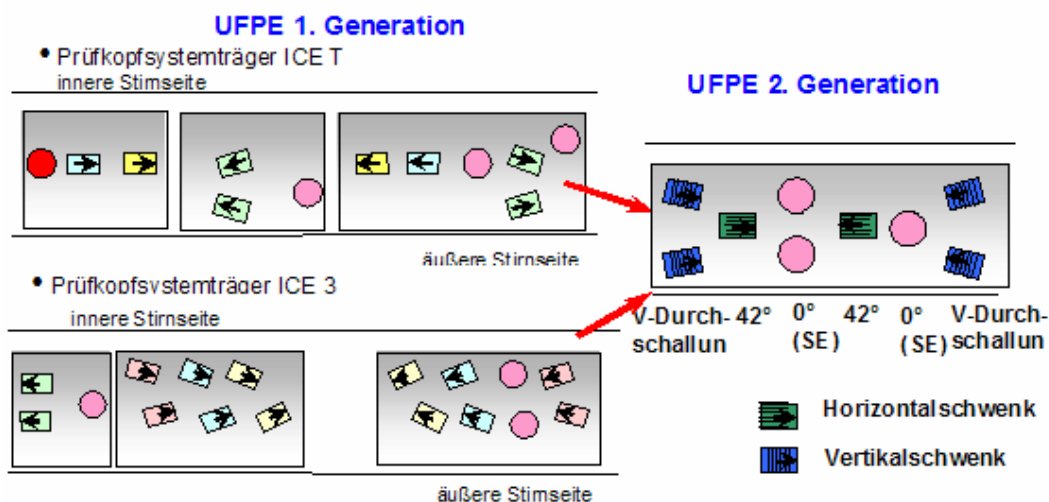 UFPE 1. Generation
• Prüfkopfsystemträger ICE T
innere Stirnseite
UFPE 2. Generation
äußere Stirnseite
• Prüfkopfsystemträger ICE 3
innere Stirnseite
V-Durch- 42° 0° 42° 0° V-Durch-
schallun (SE) (SE) schallun
Horizontalschwenk
Vertikalschwenk
äußere Stirnseite